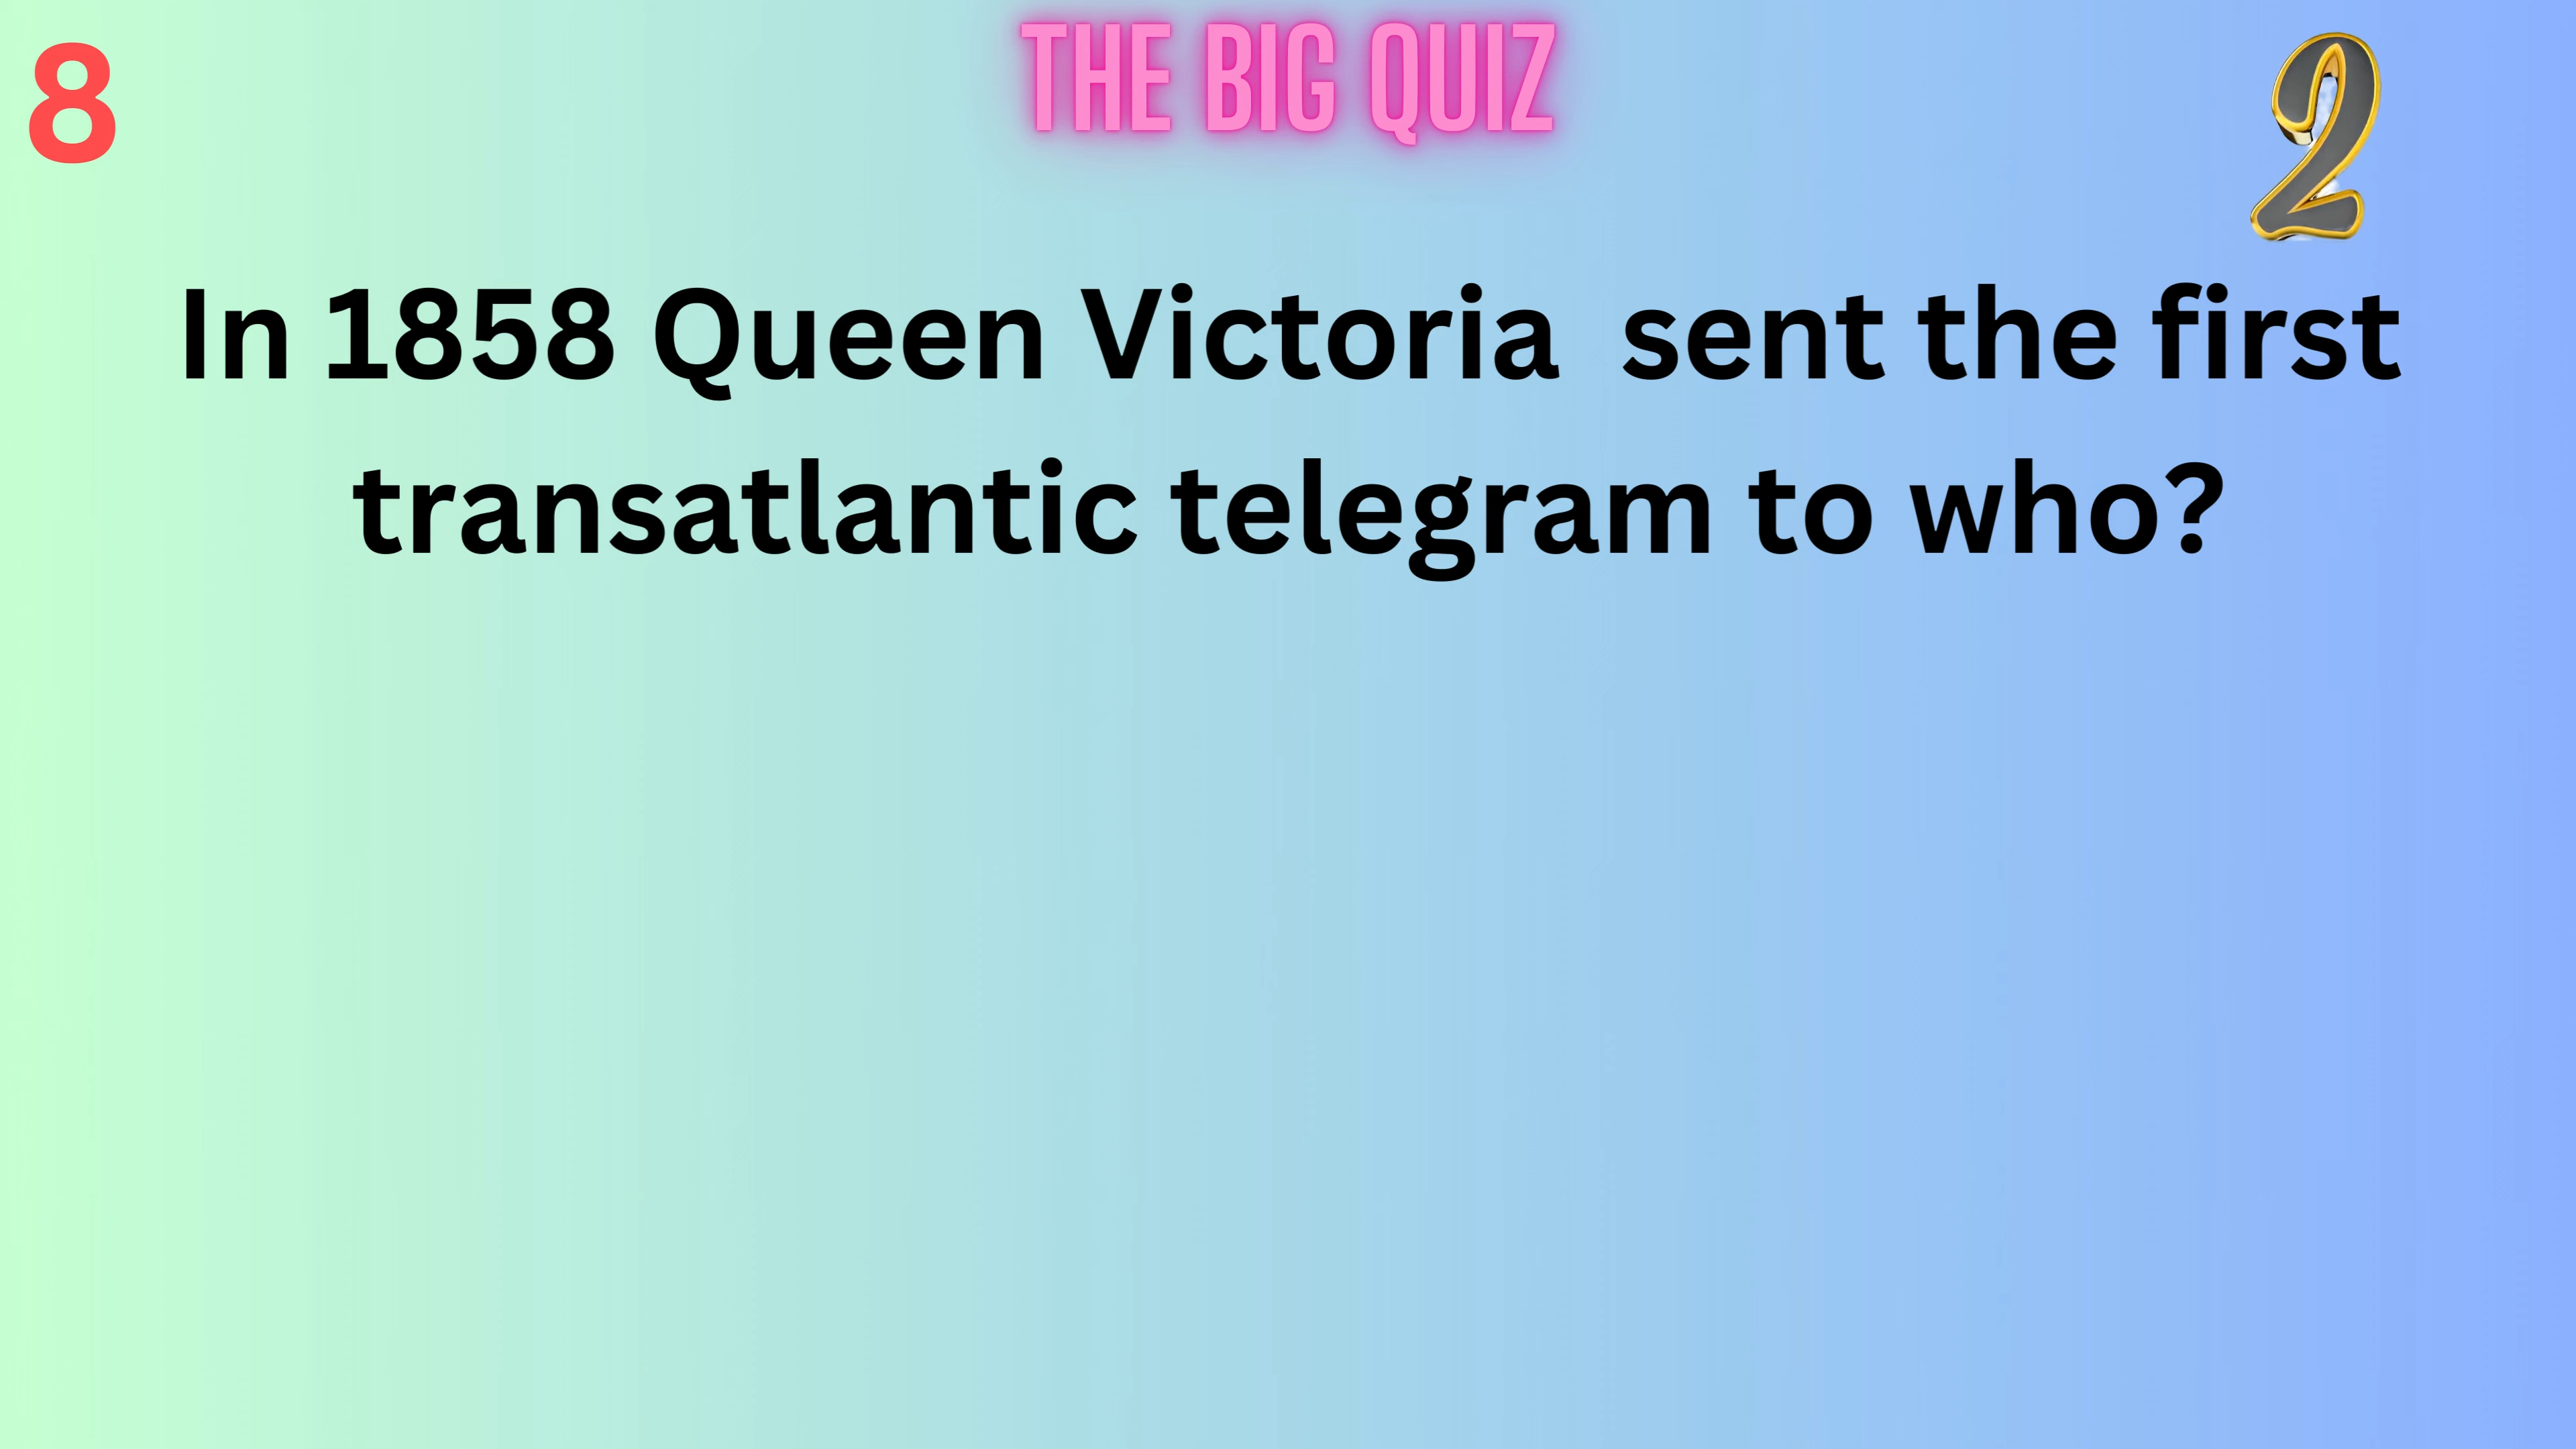 8
THE BIG QUIZ
2
In 1858 Queen Victoria  sent the first
transatlantic telegram to who?